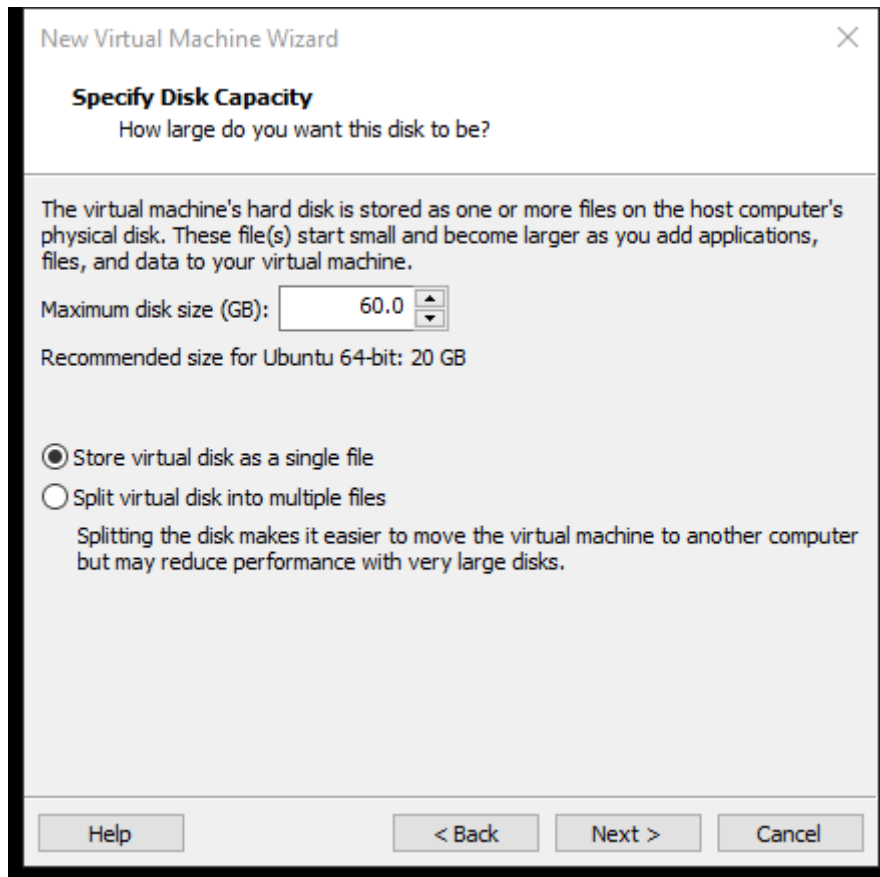 New Virtual Machine Wizard
Specify Disk Capacity
How large do you want this disk to be?
The virtual machine's hard disk is stored as one or more files on the host computer's
physical disk. These file(s) start small and become larger as you add applications,
files, and data to your virtual machine.
Maximum disk size (GB): 60.0
Recommended size for Ubuntu 64-bit: 20 GB
Store virtual disk as a single file
Split virtual disk into multiple files
Splitting the disk makes it easier to move the virtual machine to another computer
but may reduce performance with very large disks.
Help < Back Next > Cancel